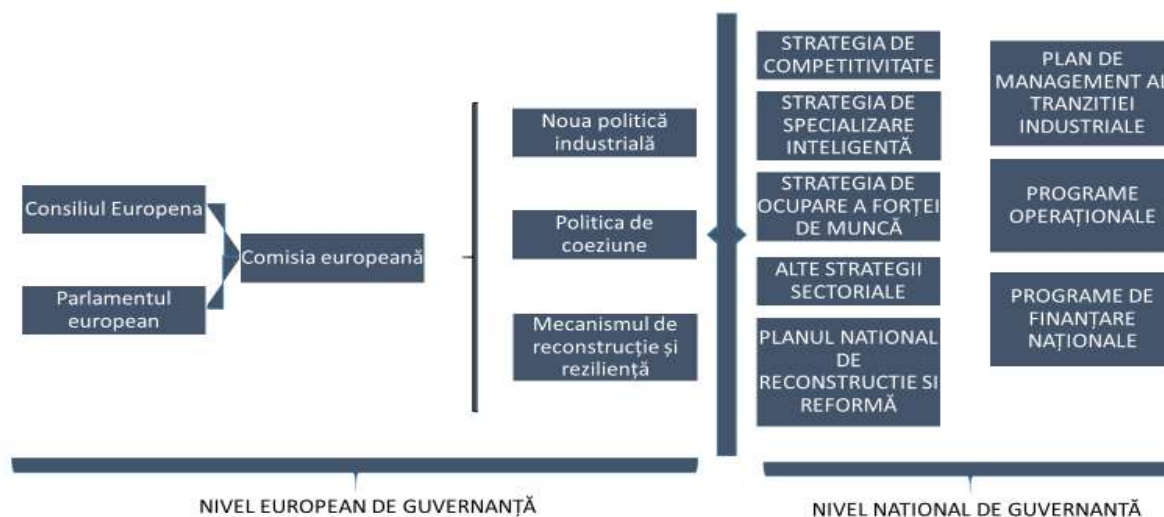 Consiliul Europena
Parlamentul
european
Comisia europeană
Noua politică
industrială
Politica de
coeziune
Mecanismul de
reconstrucție și
reziliență
STRATEGIA DE
COMPETITIVITATE
STRATEGIA DE
SPECIALIZARE
INTELIGENTĂ
STRATEGIA DE
OCUPARE A FORȚEI
DE MUNCĂ
ALTE STRATEGII
SECTORIALE
PLANUL NATIONAL
DE
RECONSTRUCTIE SI
REFORMĂ
PLAN DE
MANAGEMENT AL
TRANZITIEI
INDUSTRIALE
PROGRAME
OPERAȚIONALE
PROGRAME DE
FINANȚARE
NAȚIONALE
NIVEL EUROPEAN DE GUVERNANȚĂ
NIVEL NATIONAL DE GUVERNANTĂ